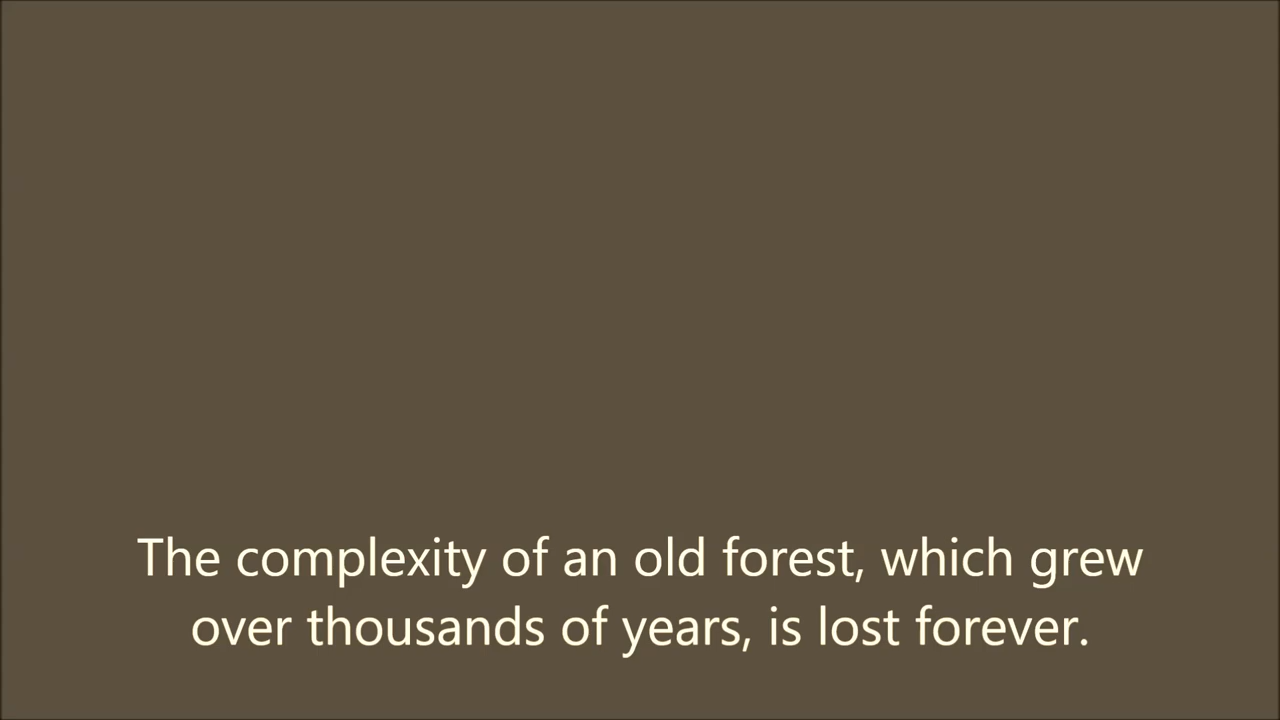 The complexity of an old forest, which grew
over thousands of years, is lost forever.